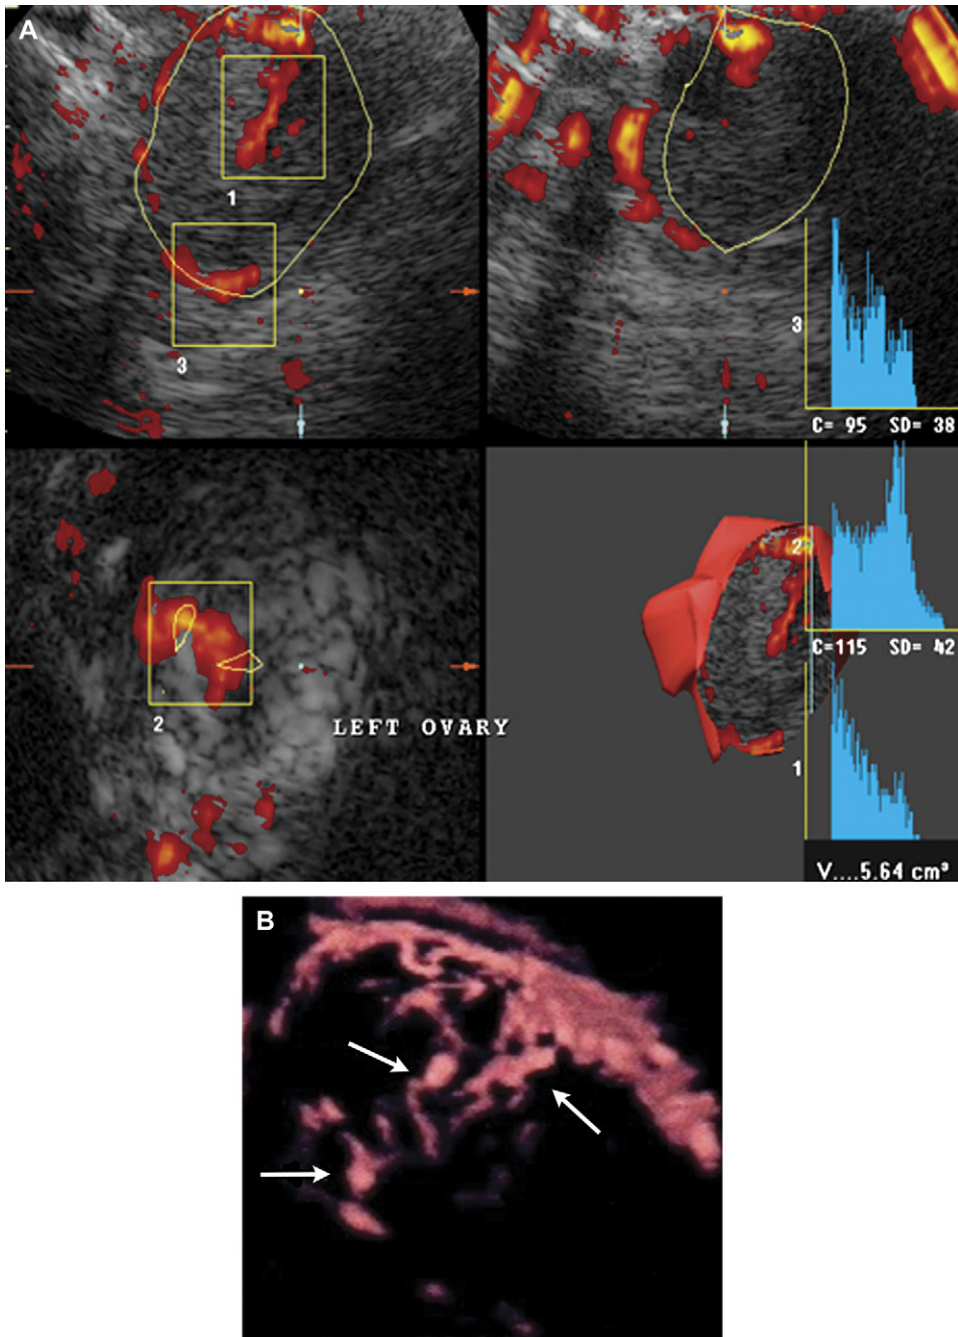 A
1
3
3
C= 95 SD= 38
2
LEFT OVARY
2
C=115 SD= 42
1
V....5.64 cm³
B